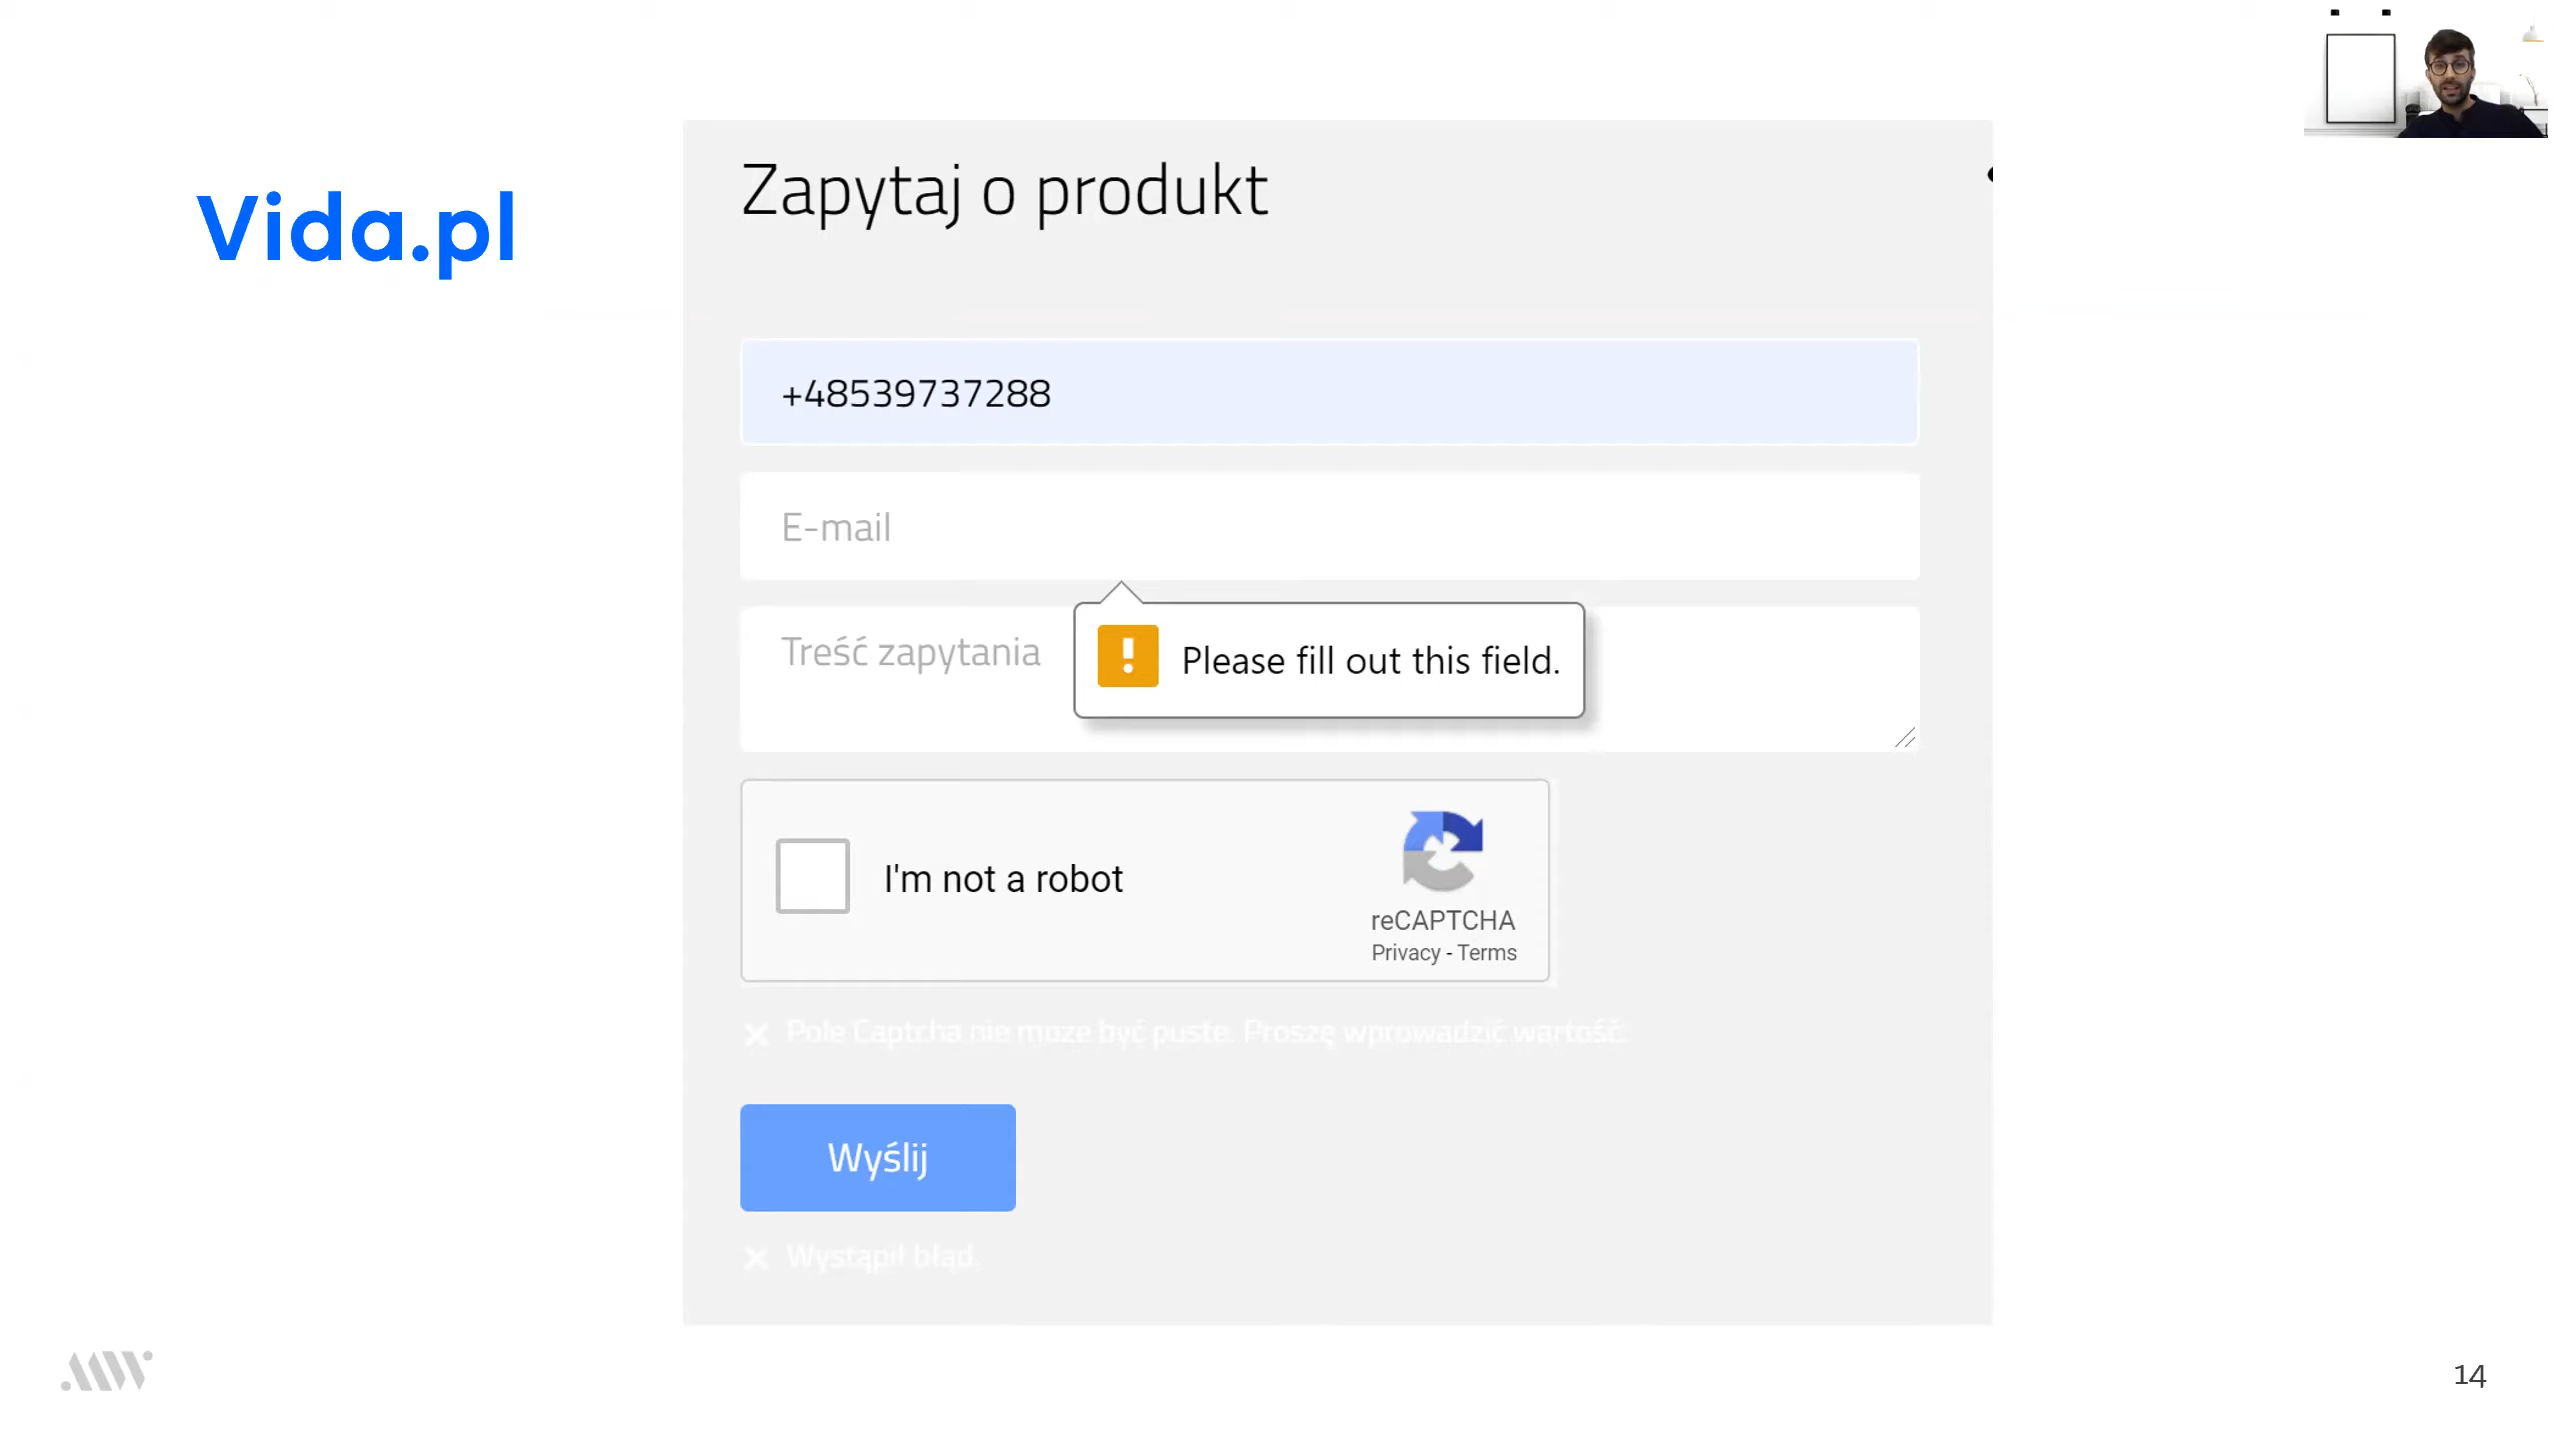 Vida.pl
Zapytaj o produkt
+48539737288
E-mail
Treść zapytania
Please fill out this field.
I'm not a robot
reCAPTCHA
Privacy - Terms
Pole Captcha nie może być puste. Proszę wprowadzić wartość.
Wyślij
Wystąpił błąd.
14